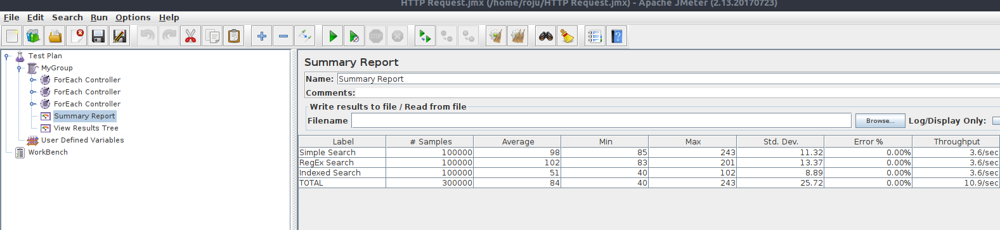 HTTP Request.jmx (/home/roju/HTTP Request.jmx) - Apache JMeter (2.13.20170723)
File Edit Search Run Options Help
STOP
Test Plan
MyGroup
ForEach Controller
ForEach Controller
ForEach Controller
Summary Report
View Results Tree
User Defined Variables
WorkBench
Summary Report
Name: Summary Report
Comments:
Write results to file / Read from file
Filename Browse... Log/Display Only:
Label # Samples Average Min Max Std. Dev. Error % Throughput
Simple Search 100000 98 85 243 11.32 0.00% 3.6/sec
RegEx Search 100000 102 83 201 13.37 0.00% 3.6/sec
Indexed Search 100000 51 40 102 8.89 0.00% 3.6/sec
TOTAL 300000 84 40 243 25.72 0.00% 10.9/sec